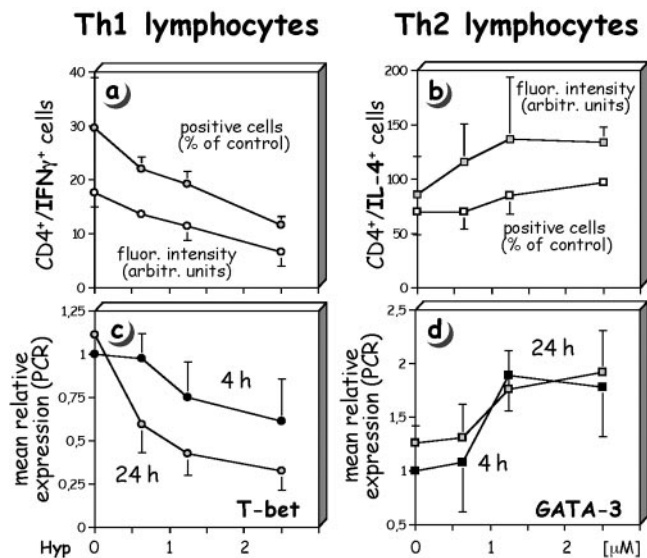 Th1 lymphocytes
Th2 lymphocytes
a
CD4⁺/IFNγ⁺ cells
40
30
20
10
0
positive cells
(% of control)
fluor. intensity
(arbitr. units)
b
CD4⁺/IL-4⁺ cells
200
150
100
50
0
fluor. intensity
(arbitr. units)
positive cells
(% of control)
c
mean relative
expression (PCR)
1,25
1
0,75
0,5
0,25
0
4 h
24 h
T-bet
Hyp 0 1 2
d
mean relative
expression (PCR)
2,5
2
1,5
1
0,5
24 h
4 h
GATA-3
0 1 2 [μM]